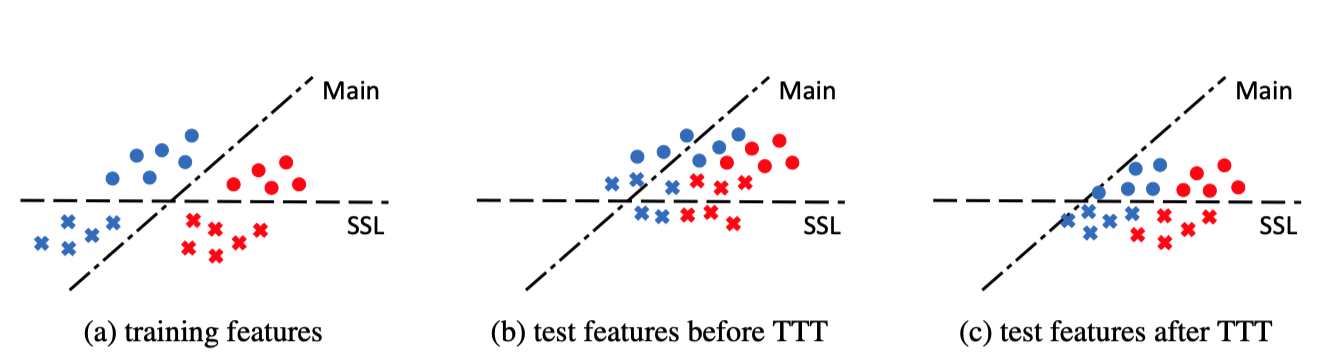 Main
SSL
(a) training features
Main
SSL
(b) test features before TTT
Main
SSL
(c) test features after TTT